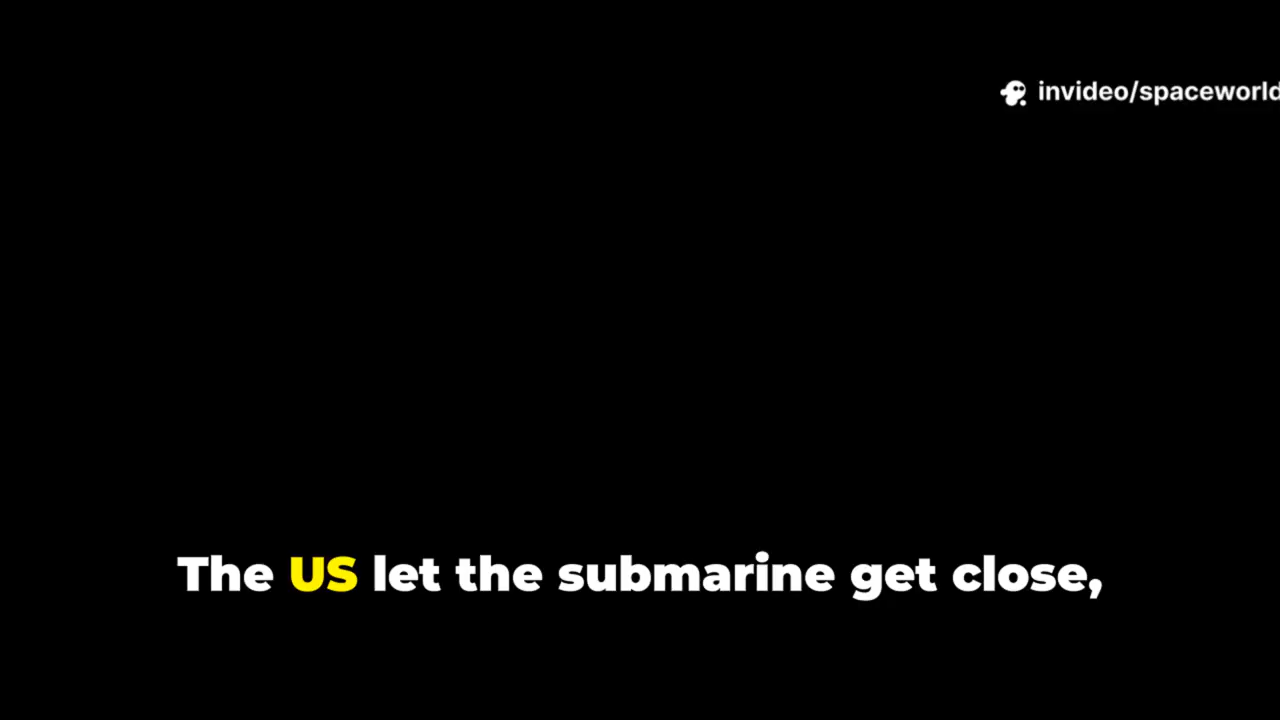 invideo/spaceworld
The US let the submarine get close,